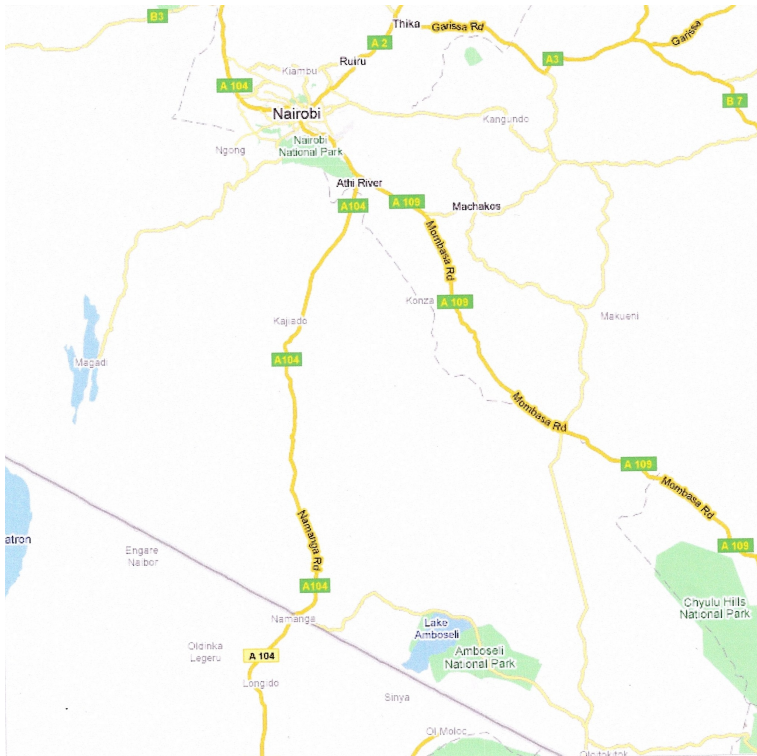 B3
Thika
Garissa Rd
Garissa
A 2
Ruiru
A3
Kiambu
A 104
B 7
Nairobi
Kangundo
Nairobi
National Park
Ngong
Athi River
A104
A 109
Machakos
Mombasa Rd
Konza
A 109
Makueni
Kajiado
A104
Magadi
Mombasa Rd
A 109
Mombasa Rd
Namanga Rd
atron
Engare
Naibor
A 109
A104
Chyulu Hills
National Park
Namanga
Lake
Amboseli
Oldinka
Legeru
A 104
Amboseli
National Park
Longido
Sinya
Ol Moloc